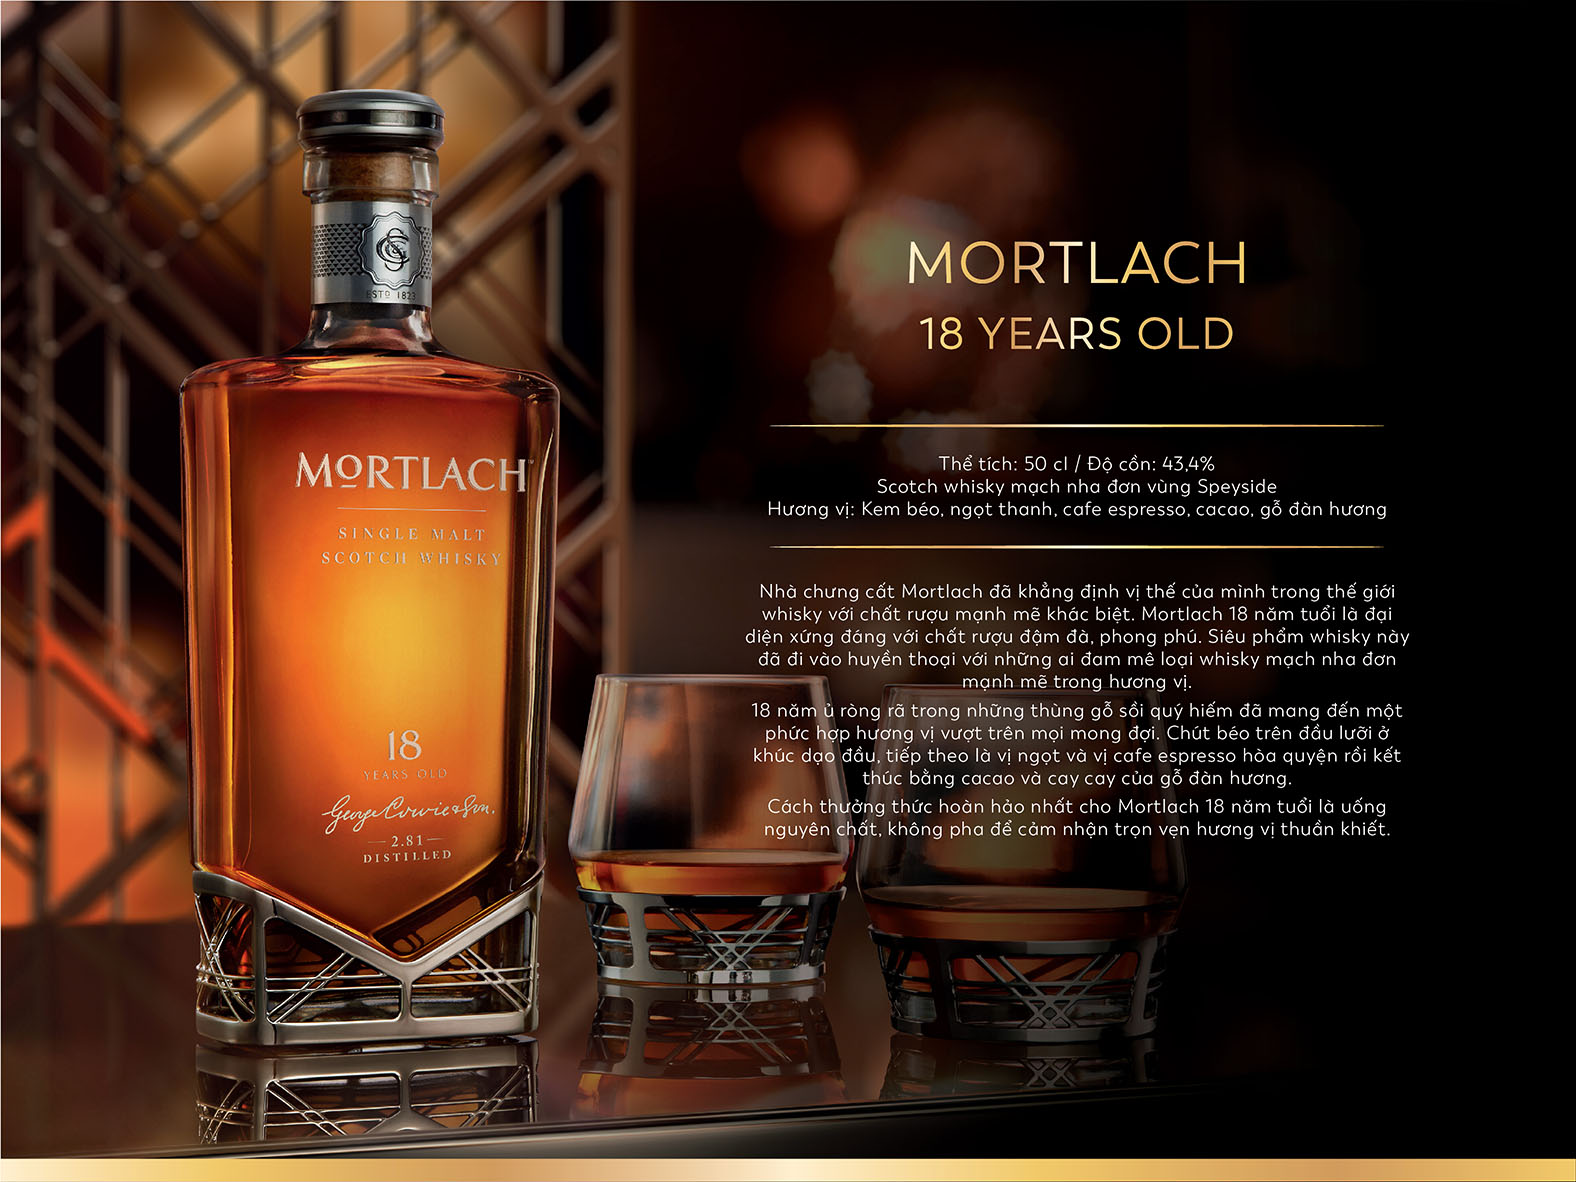 ESTD 1823
MORTLACH
SINGLE MALT
SCOTCH WHISKY
18
YEARS OLD
George Cowie & Son.
2.81
DISTILLED
MORTLACH
18 YEARS OLD
Thể tích: 50 cl / Độ cồn: 43,4%
Scotch whisky mạch nha đơn vùng Speyside
Hương vị: Kem béo, ngọt thanh, cafe espresso, cacao, gỗ đàn hương
Nhà chưng cất Mortlach đã khẳng định vị thế của mình trong thế giới
whisky với chất rượu mạnh mẽ khác biệt. Mortlach 18 năm tuổi là đại
diện xứng đáng với chất rượu đậm đà, phong phú. Siêu phẩm whisky này
đã đi vào huyền thoại với những ai đam mê loại whisky mạch nha đơn
mạnh mẽ trong hương vị.
18 năm ủ ròng rã trong những thùng gỗ sồi quý hiếm đã mang đến một
phức hợp hương vị vượt trên mọi mong đợi. Chút béo trên đầu lưỡi ở
khúc dạo đầu, tiếp theo là vị ngọt và vị cafe espresso hòa quyện rồi kết
thúc bằng cacao và cay cay của gỗ đàn hương.
Cách thưởng thức hoàn hảo nhất cho Mortlach 18 năm tuổi là uống
nguyên chất, không pha để cảm nhận trọn vẹn hương vị thuần khiết.